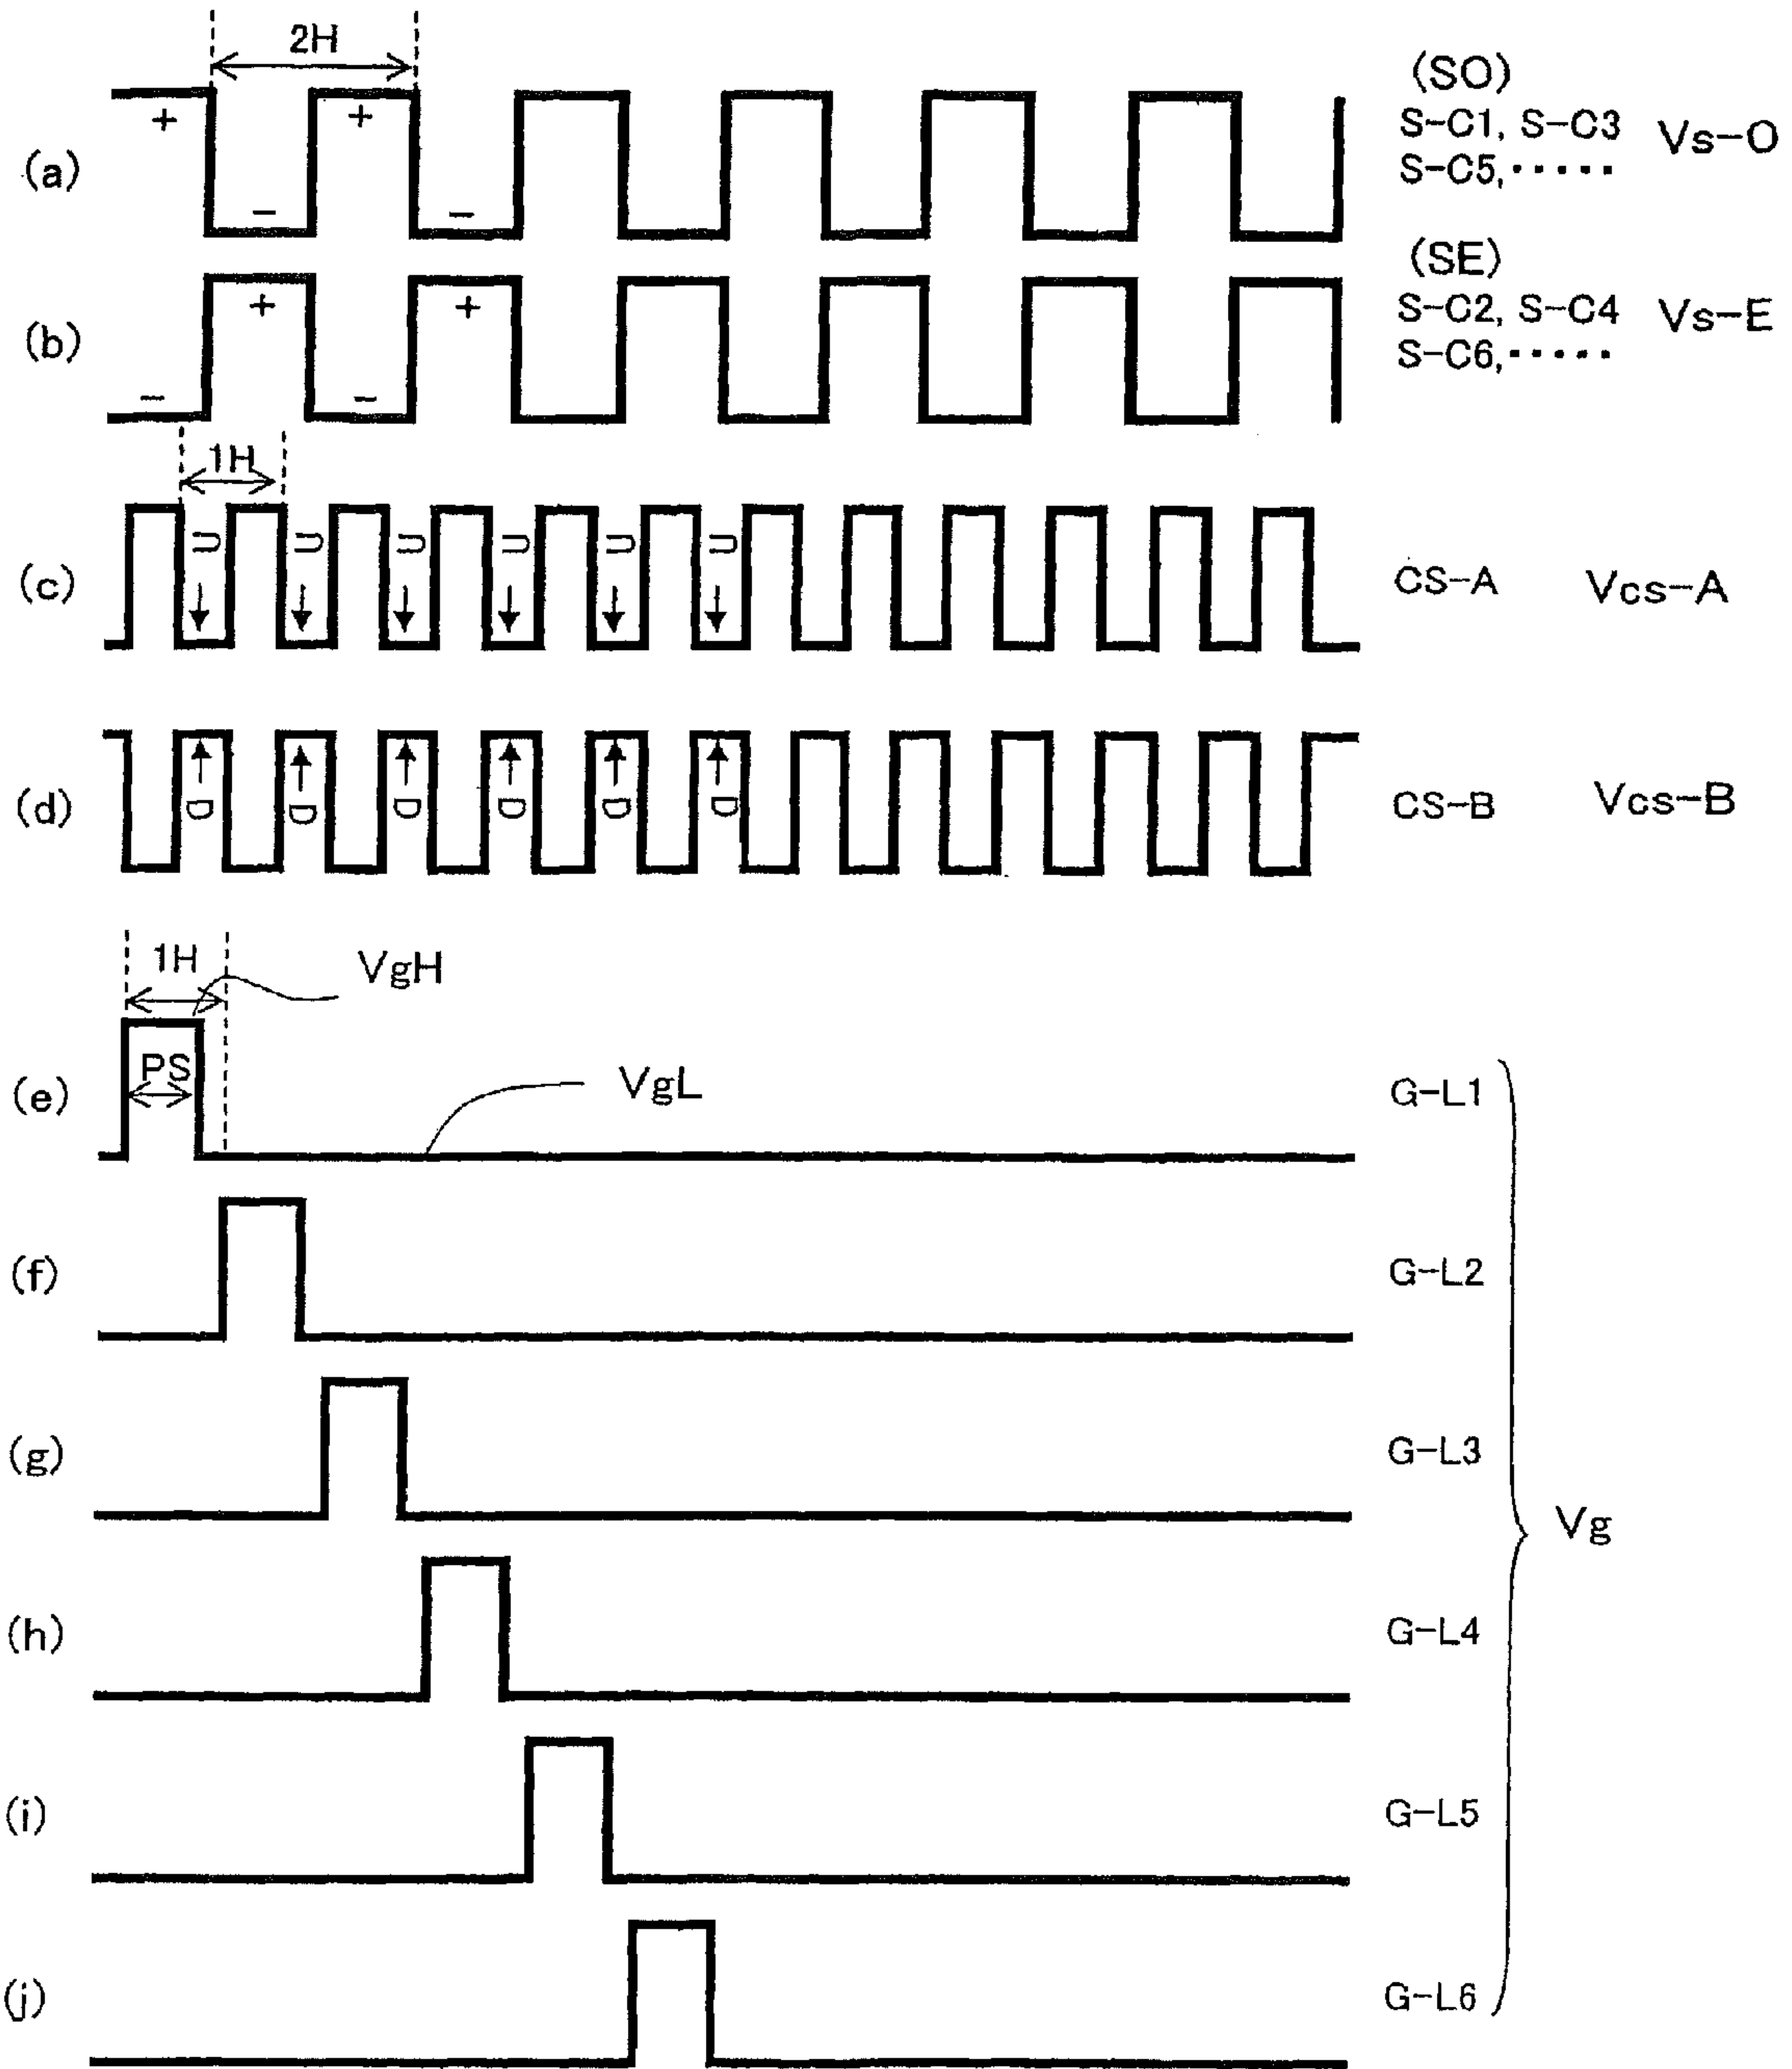 2H
(SO)
(a)
+
+
−
−
S-C1, S-C3
S-C5,·····
Vs-O
(SE)
(b)
+
+
−
−
S-C2, S-C4
S-C6,·····
Vs-E
1H
(c)
U U U U U U
CS-A
Vcs-A
(d)
D D D D D D
CS-B
Vcs-B
1H
VgH
(e)
PS
VgL
G-L1
(f)
G-L2
(g)
G-L3
Vg
(h)
G-L4
(i)
G-L5
(j)
G-L6